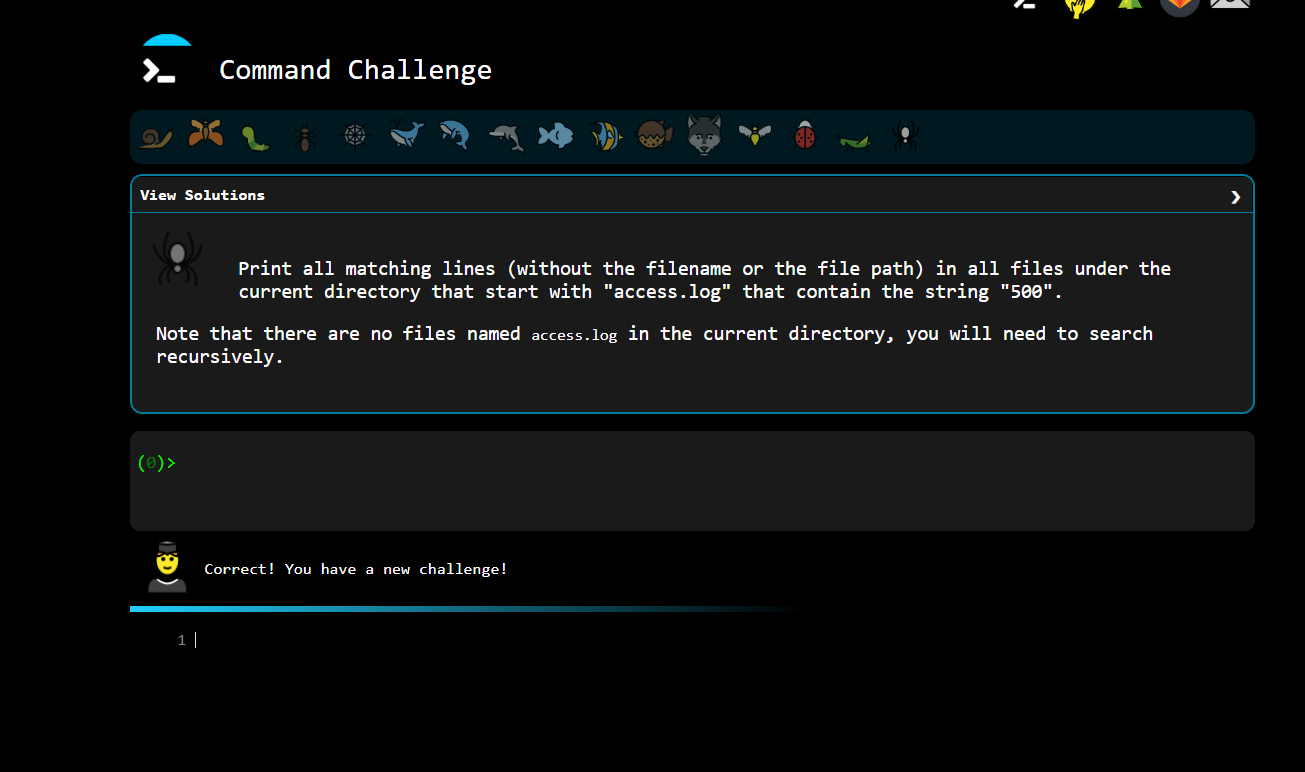 Command Challenge
View Solutions
Print all matching lines (without the filename or the file path) in all files under the
current directory that start with "access.log" that contain the string "500".
Note that there are no files named access.log in the current directory, you will need to search
recursively.
(0)>
Correct! You have a new challenge!
1